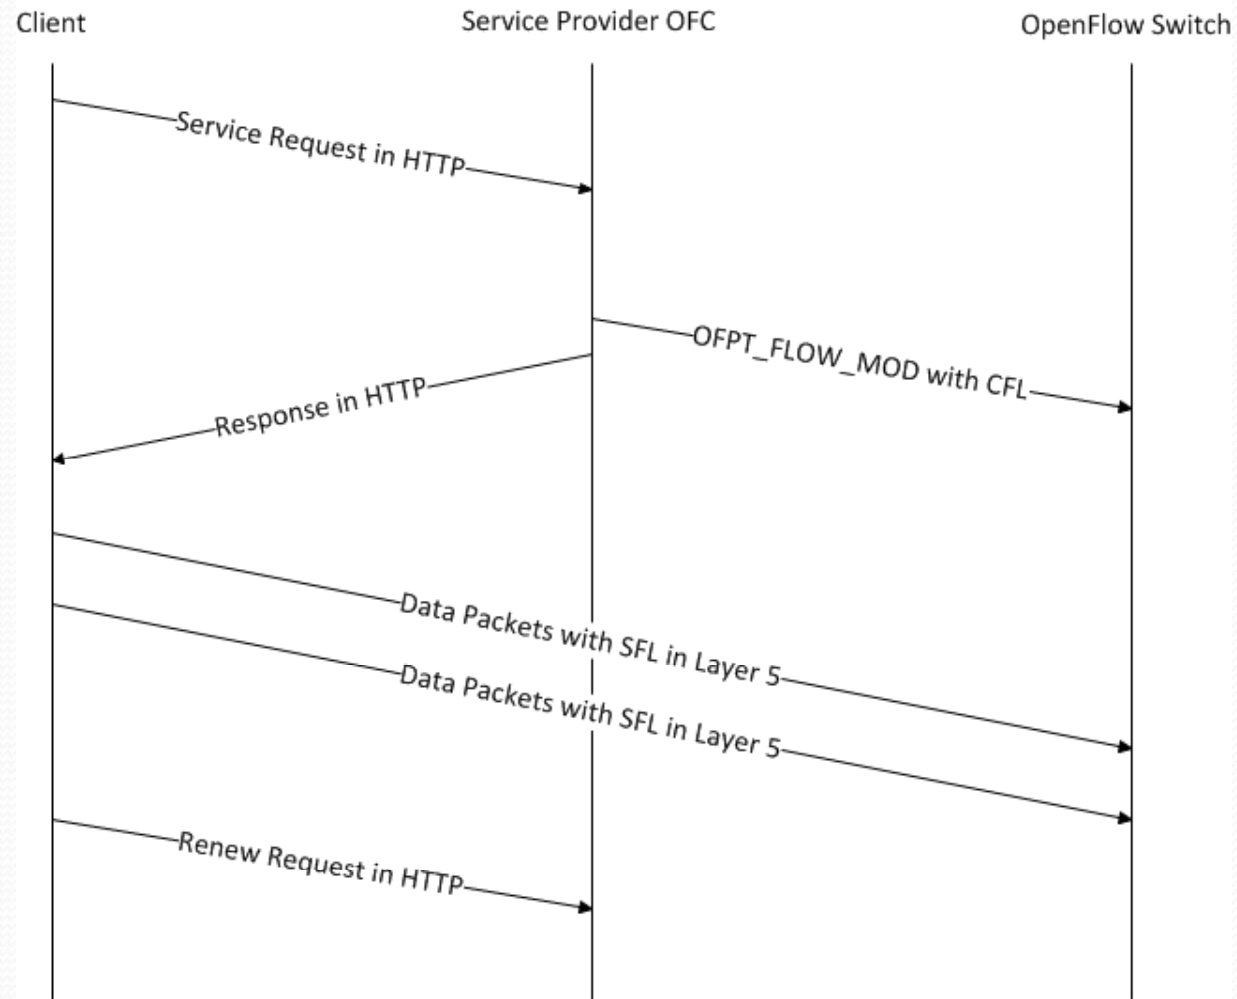 Client
Service Provider OFC
OpenFlow Switch
Service Request in HTTP
OFPT_FLOW_MOD with CFL
Response in HTTP
Data Packets with SFL in Layer 5
Data Packets with SFL in Layer 5
Renew Request in HTTP